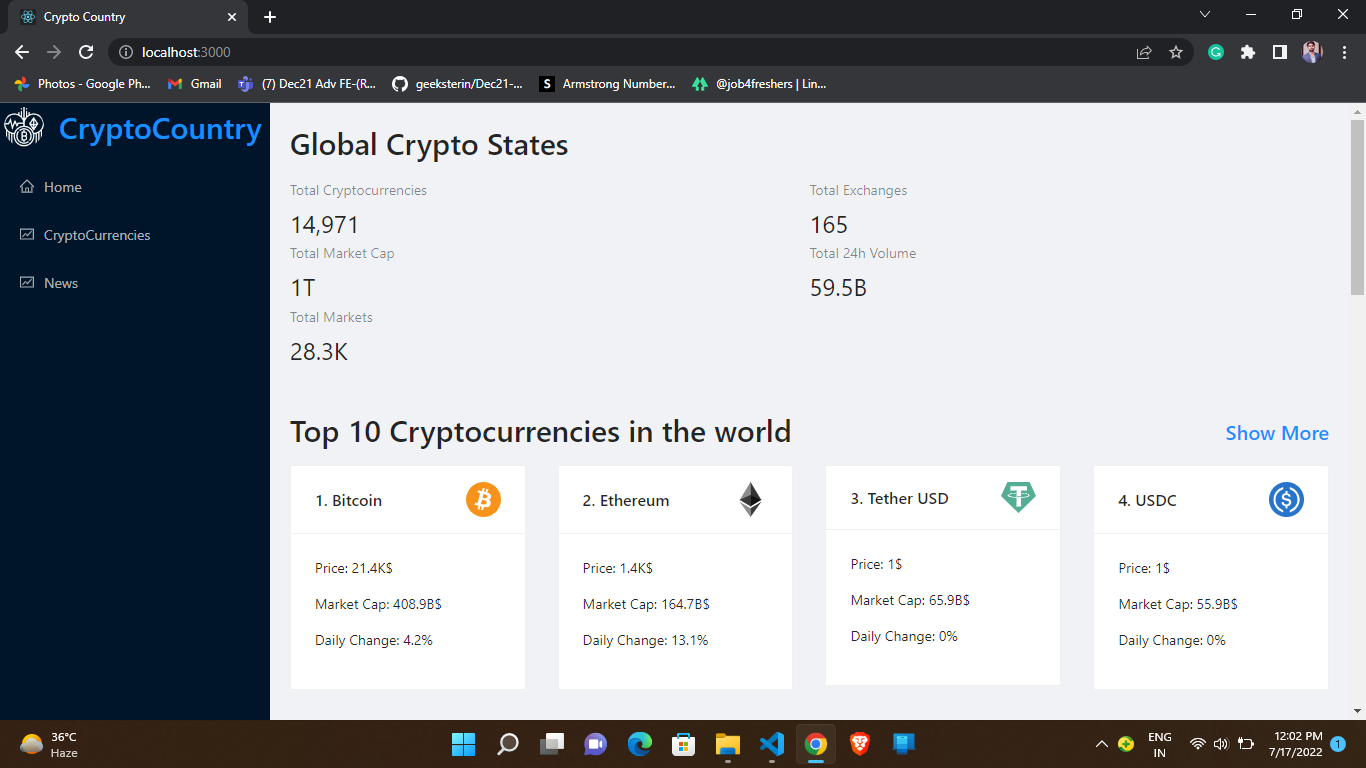 Crypto Country
localhost:3000
Photos - Google Ph...
Gmail
(7) Dec21 Adv FE-(R...
geeksterin/Dec21-...
S
Armstrong Number...
@job4freshers | Lin...
CryptoCountry
Home
CryptoCurrencies
News
Global Crypto States
Total Cryptocurrencies
14,971
Total Exchanges
165
Total Market Cap
1T
Total 24h Volume
59.5B
Total Markets
28.3K
Top 10 Cryptocurrencies in the world
Show More
1. Bitcoin
Price: 21.4K$
Market Cap: 408.9B$
Daily Change: 4.2%
2. Ethereum
Price: 1.4K$
Market Cap: 164.7B$
Daily Change: 13.1%
3. Tether USD
Price: 1$
Market Cap: 65.9B$
Daily Change: 0%
4. USDC
Price: 1$
Market Cap: 55.9B$
Daily Change: 0%
36°C
Haze
ENG
IN
12:02 PM
7/17/2022
1